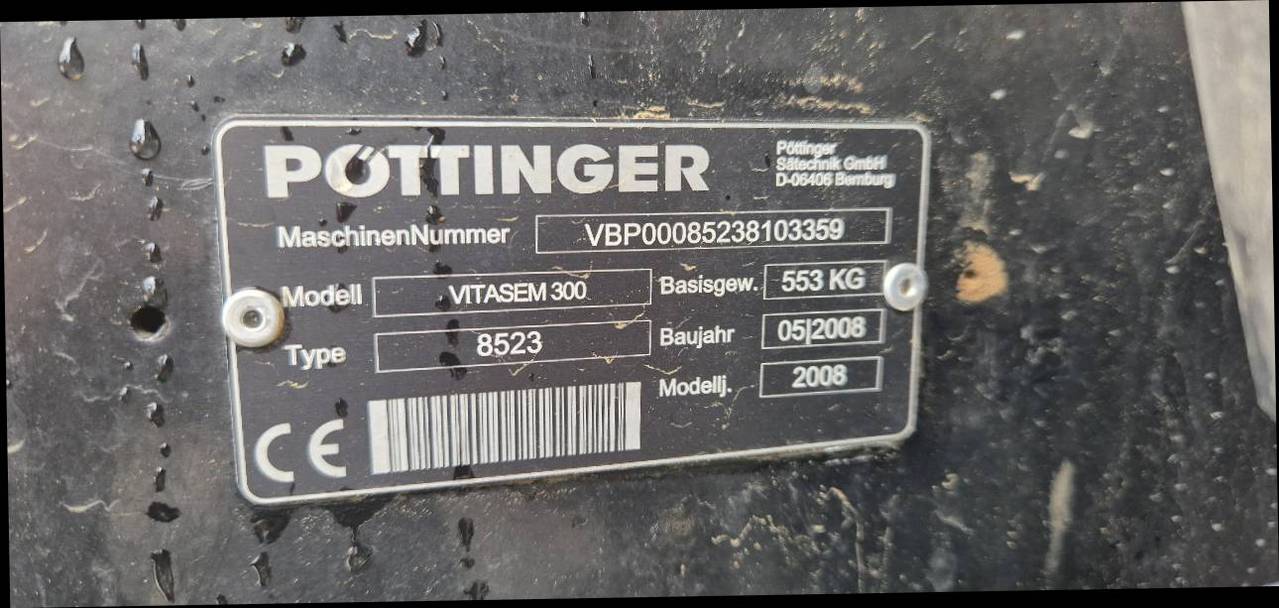 PÖTTINGER
Pöttinger
Sätechnik GmbH
D-06406 Bernburg
MaschinenNummer VBP00085238103359
Modell VITASEM 300 Basisgew. 553 KG
Type 8523 Baujahr 05|2008
Modellj. 2008
CE